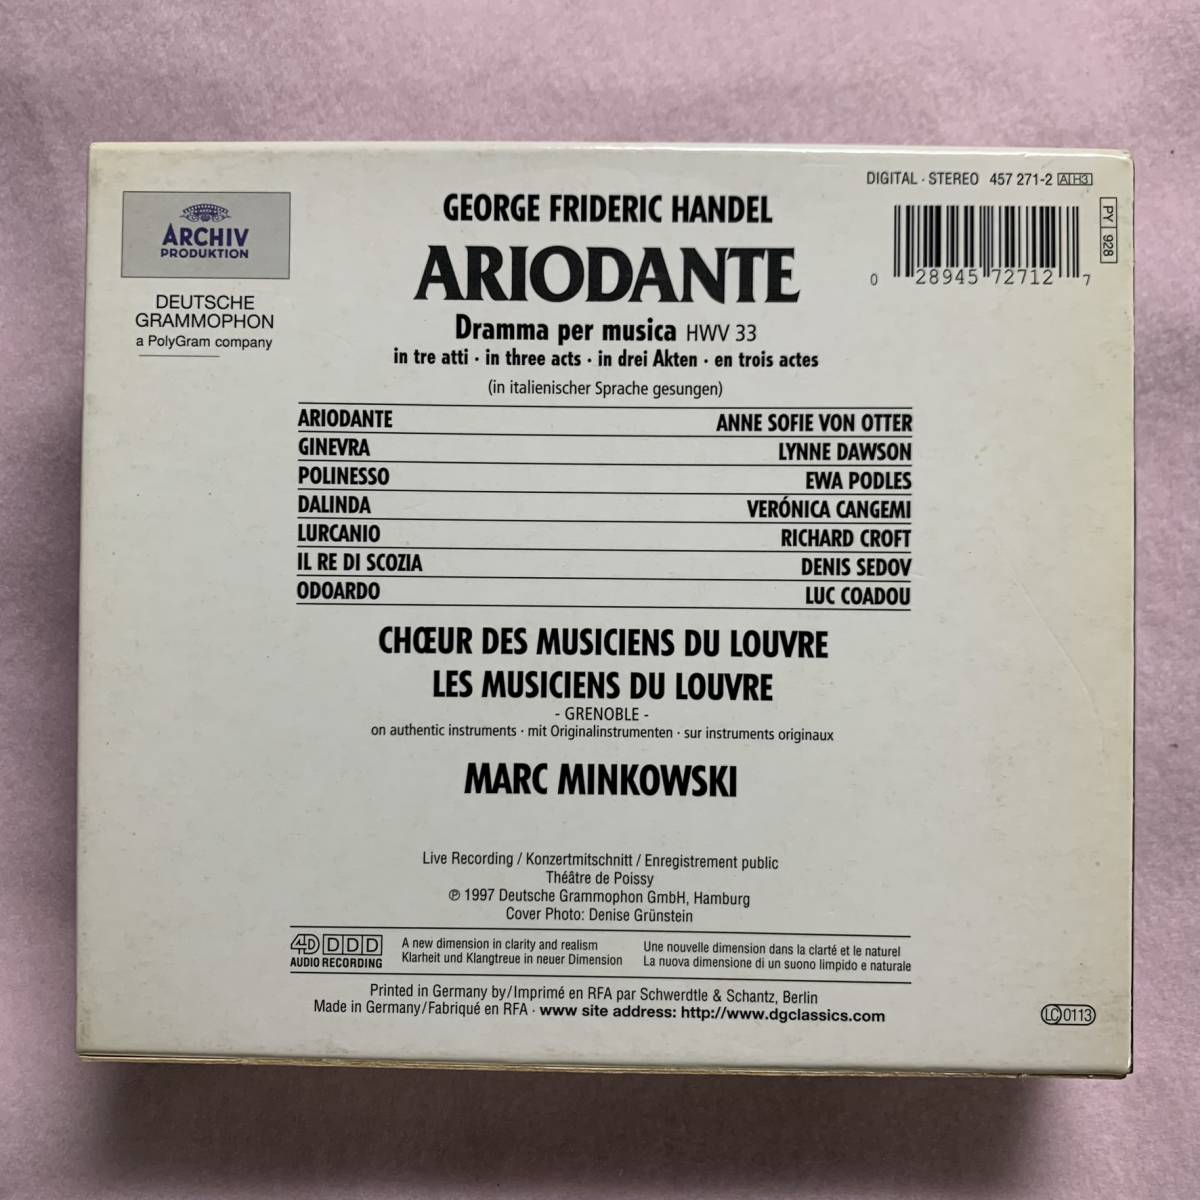 ARCHIV
PRODUKTION
DEUTSCHE
GRAMMOPHON
a PolyGram company
DIGITAL · STEREO 457 271-2 AI H3
PY 928
0 28945 72712 7
GEORGE FRIDERIC HANDEL
ARIODANTE
Dramma per musica HWV 33
in tre atti · in three acts · in drei Akten · en trois actes
(in italienischer Sprache gesungen)
ARIODANTE ANNE SOFIE VON OTTER
GINEVRA LYNNE DAWSON
POLINESSO EWA PODLES
DALINDA VERÓNICA CANGEMI
LURCANIO RICHARD CROFT
IL RE DI SCOZIA DENIS SEDOV
ODOARDO LUC COADOU
CHŒUR DES MUSICIENS DU LOUVRE
LES MUSICIENS DU LOUVRE
- GRENOBLE -
on authentic instruments · mit Originalinstrumenten · sur instruments originaux
MARC MINKOWSKI
Live Recording / Konzertmitschnitt / Enregistrement public
Théâtre de Poissy
℗ 1997 Deutsche Grammophon GmbH, Hamburg
Cover Photo: Denise Grünstein
4D DDD
AUDIO RECORDING
A new dimension in clarity and realism
Klarheit und Klangtreue in neuer Dimension
Une nouvelle dimension dans la clarté et le naturel
La nuova dimensione di un suono limpido e naturale
Printed in Germany by/Imprimé en RFA par Schwerdtle & Schantz, Berlin
Made in Germany/Fabriqué en RFA · www site address: http://www.dgclassics.com
LC 0113